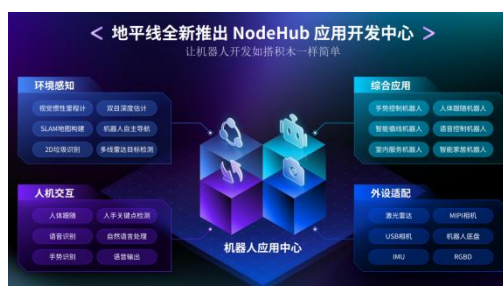 < 地平线全新推出 NodeHub 应用开发中心 >
让机器人开发如搭积木一样简单
环境感知
视觉惯性里程计 双目深度估计
SLAM地图构建 机器人自主导航
2D垃圾识别 多线雷达目标检测
综合应用
手势控制机器人 人体跟随机器人
智能循线机器人 语音控制机器人
室内服务机器人 智能家居机器人
人机交互
人体跟随 人手关键点检测
语音识别 自然语言处理
手势识别 语音输出
外设适配
激光雷达 MIPI相机
USB相机 机器人底盘
IMU RGBD
机器人应用中心